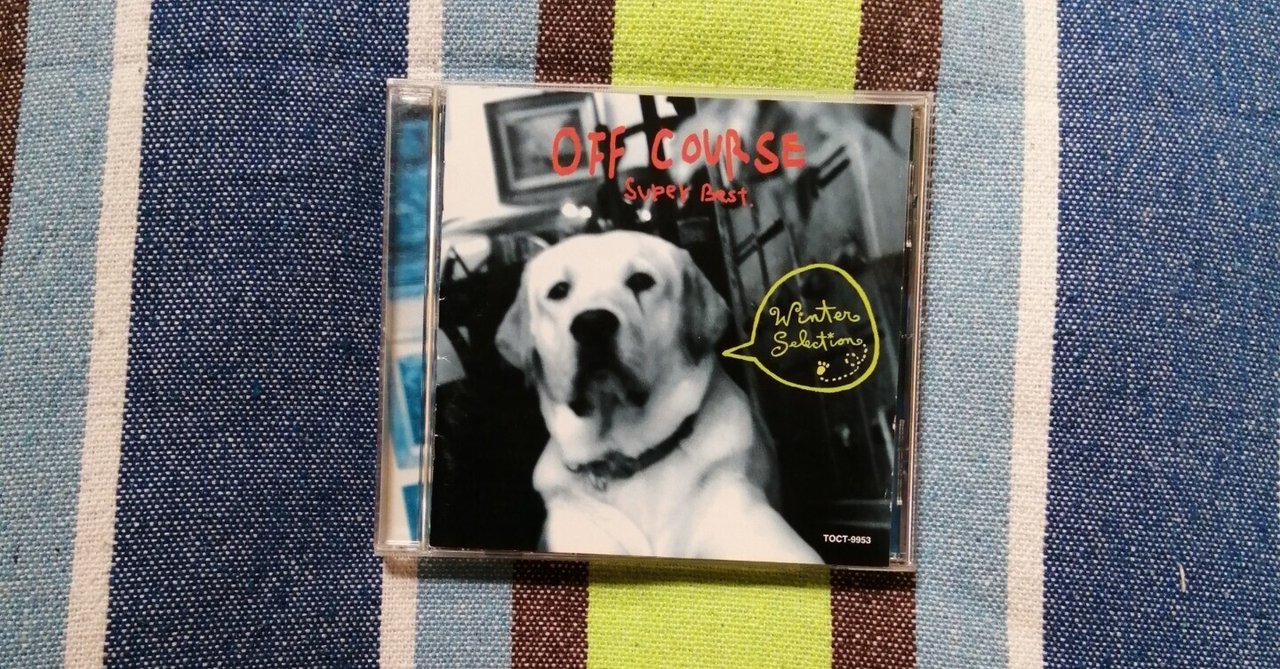 OFF COURSE
Super Best.
Winter
Selection
TOCT-9953